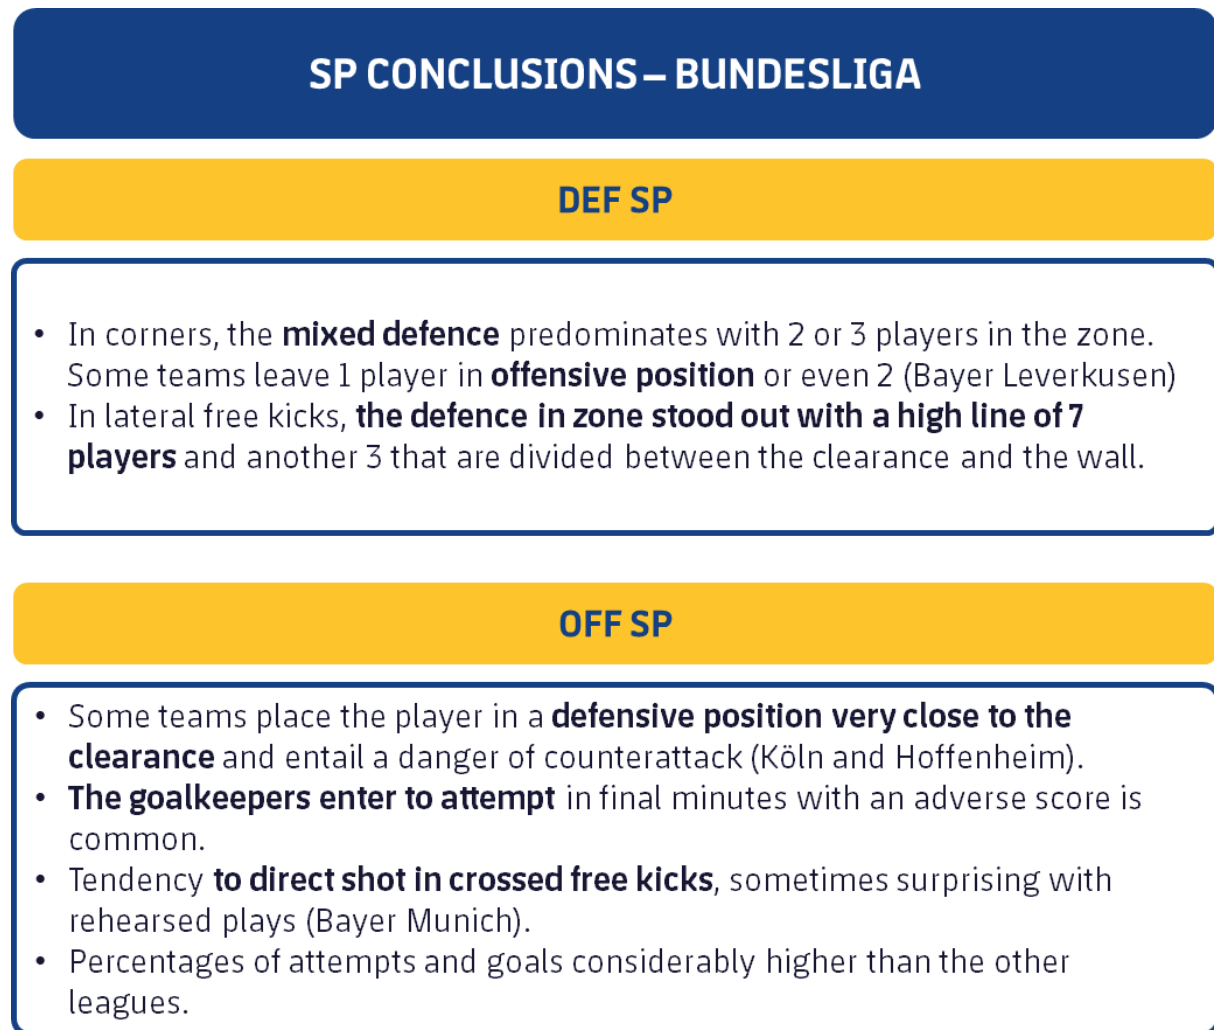 SP CONCLUSIONS – BUNDESLIGA
DEF SP
• In corners, the mixed defence predominates with 2 or 3 players in the zone.
Some teams leave 1 player in offensive position or even 2 (Bayer Leverkusen)
• In lateral free kicks, the defence in zone stood out with a high line of 7
players and another 3 that are divided between the clearance and the wall.
OFF SP
• Some teams place the player in a defensive position very close to the
clearance and entail a danger of counterattack (Köln and Hoffenheim).
• The goalkeepers enter to attempt in final minutes with an adverse score is
common.
• Tendency to direct shot in crossed free kicks, sometimes surprising with
rehearsed plays (Bayer Munich).
• Percentages of attempts and goals considerably higher than the other
leagues.